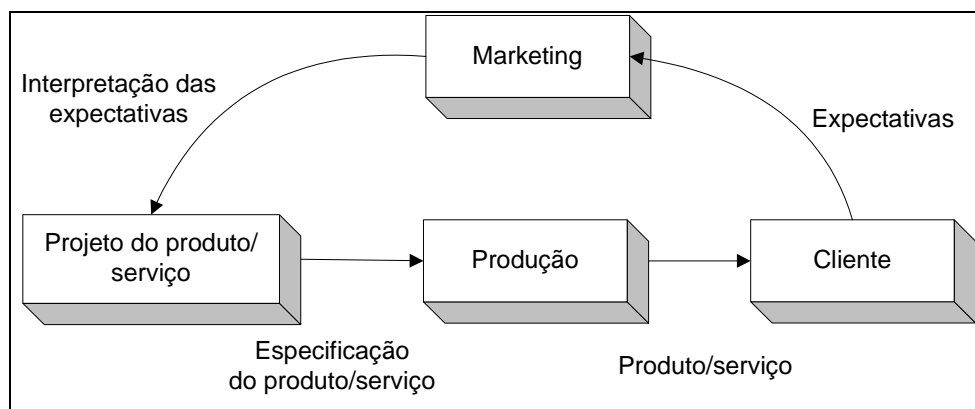 Marketing
Interpretação das
expectativas
Expectativas
Projeto do produto/
serviço
Produção
Cliente
Especificação
do produto/serviço
Produto/serviço